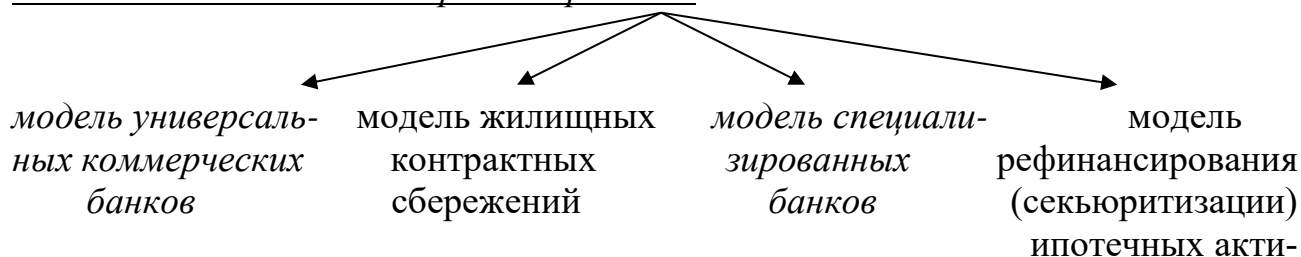 модель универсаль- модель жилищных модель специали- модель
ных коммерческих контрактных зированных рефинансирования
банков сбережений банков (секьюритизации)
ипотечных акти-